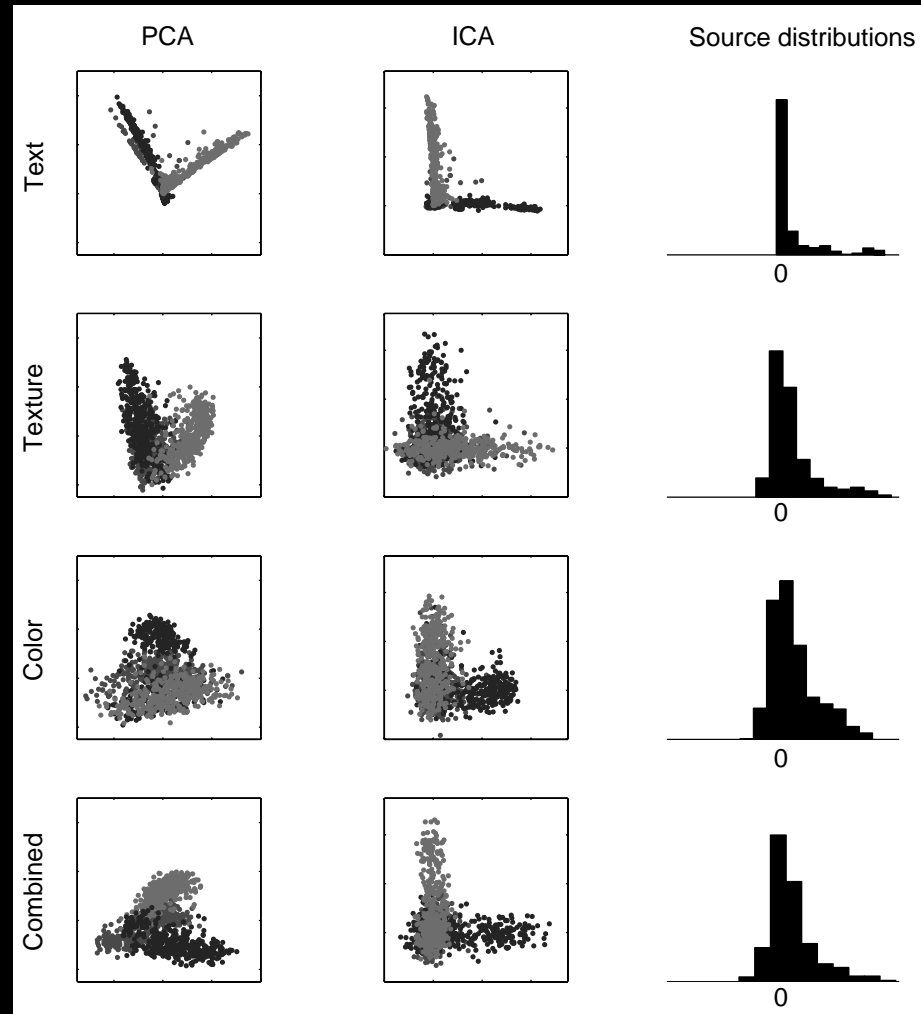 PCA
ICA
Source distributions
Text
0
Texture
0
Color
0
Combined
0